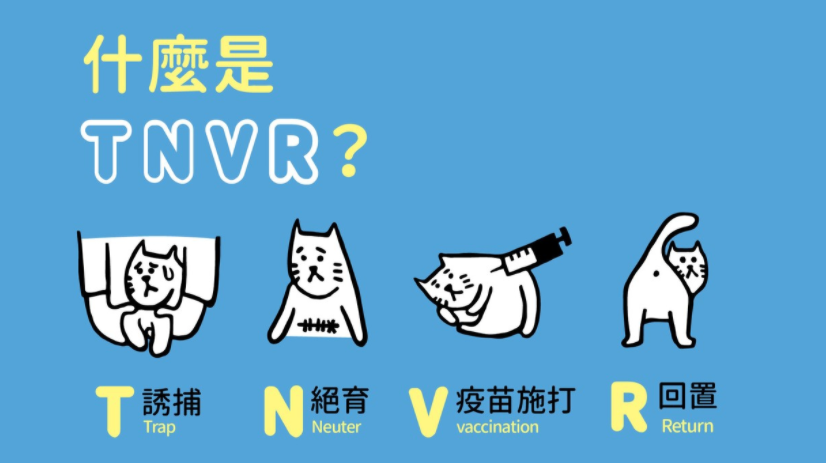 什麼是
TNVR?
T 誘捕
Trap
N 絕育
Neuter
V 疫苗施打
vaccination
R 回置
Return